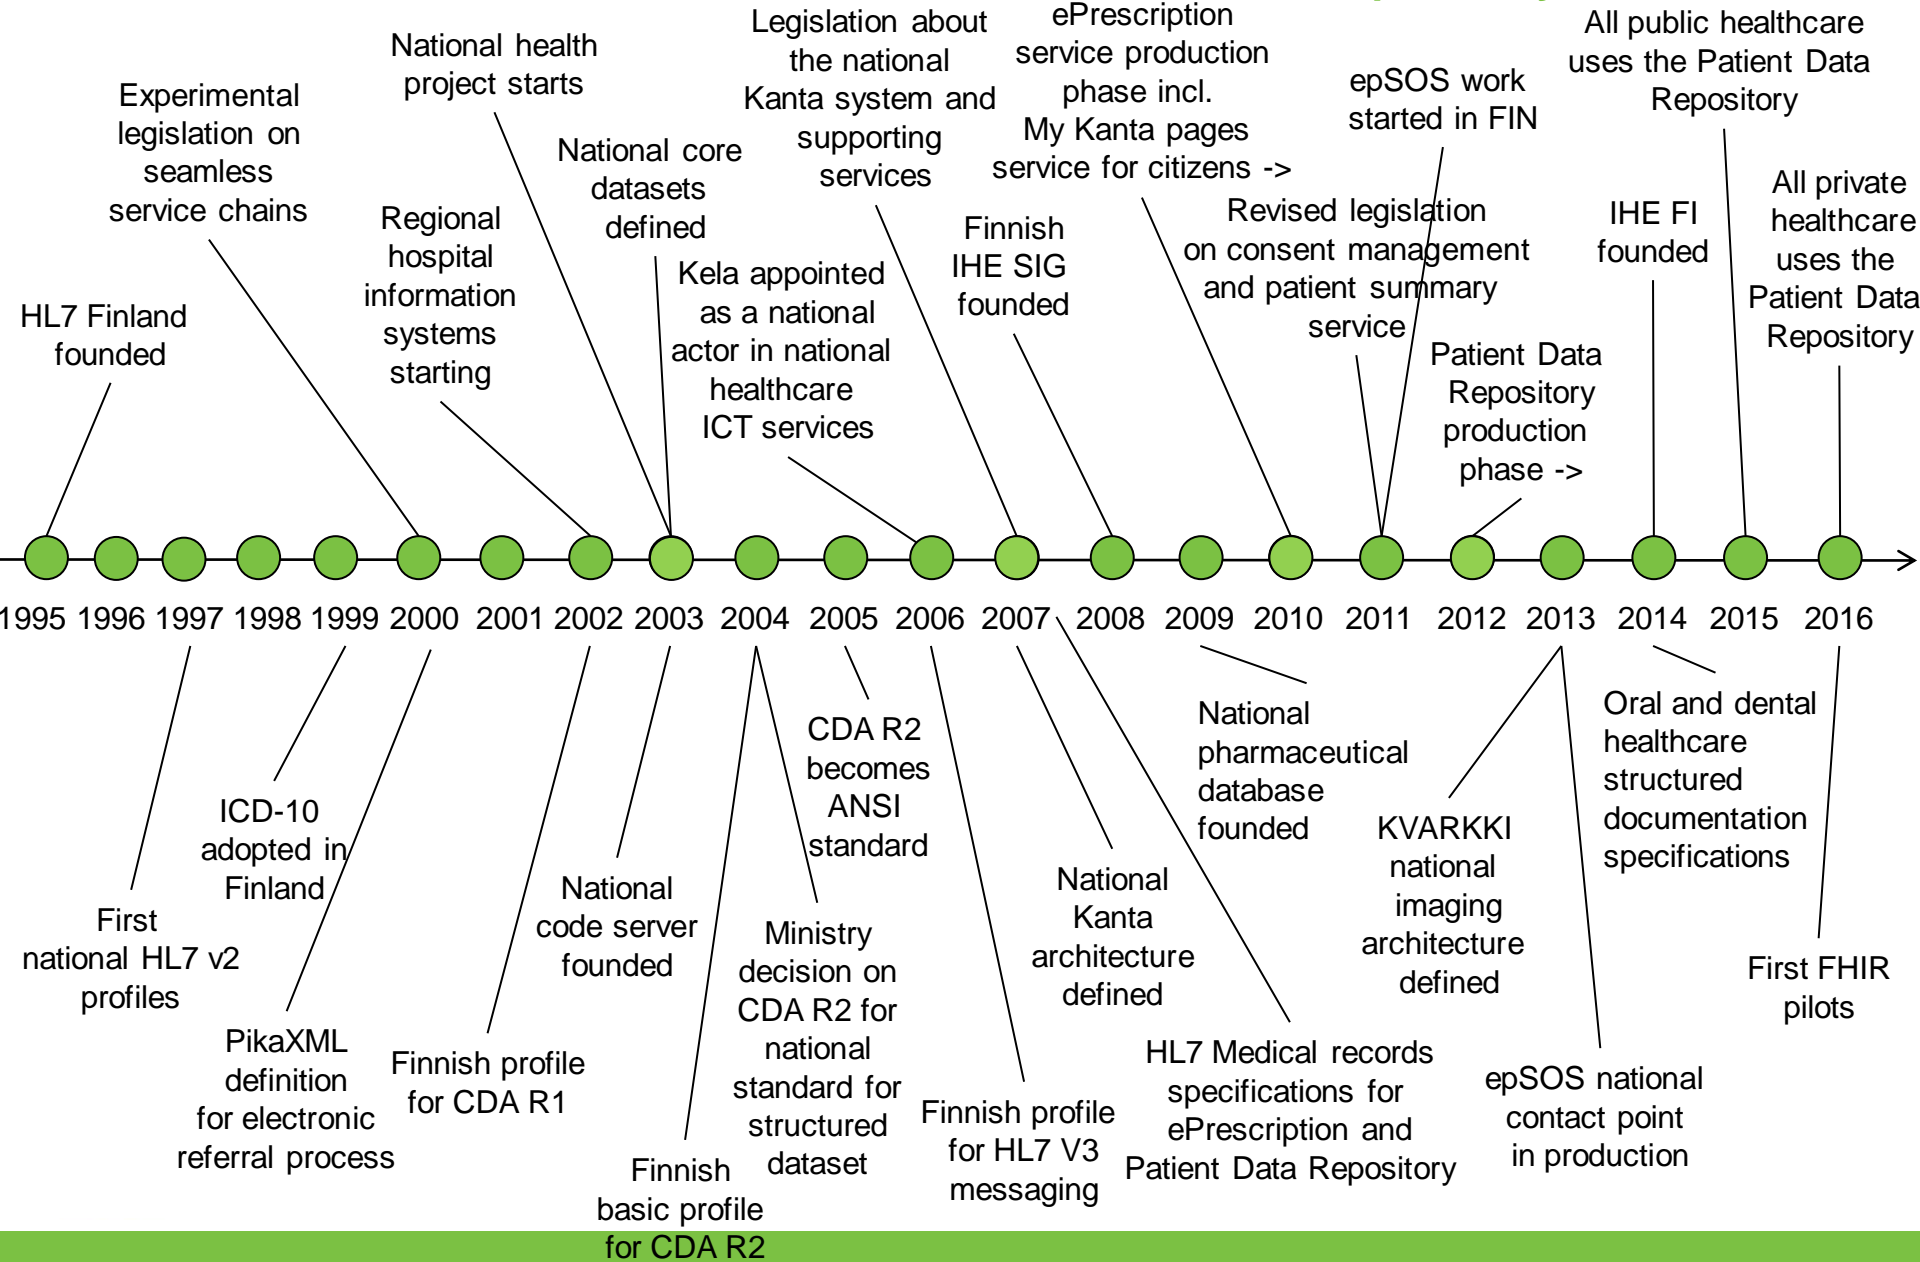 HL7 Finland
founded
Experimental
legislation on
seamless
service chains
Regional
hospital
information
systems
starting
National health
project starts
National core
datasets
defined
Kela appointed
as a national
actor in national
healthcare
ICT services
Legislation about
the national
Kanta system and
supporting
services
Finnish
IHE SIG
founded
ePrescription
service production
phase incl.
My Kanta pages
service for citizens ->
Revised legislation
on consent management
and patient summary
service
epSOS work
started in FIN
Patient Data
Repository
production
phase ->
IHE FI
founded
All public healthcare
uses the Patient Data
Repository
All private
healthcare
uses the
Patient Data
Repository
1995 1996 1997 1998 1999 2000 2001 2002 2003 2004 2005 2006 2007 2008 2009 2010 2011 2012 2013 2014 2015 2016
First
national HL7 v2
profiles
ICD-10
adopted in
Finland
PikaXML
definition
for electronic
referral process
Finnish profile
for CDA R1
National
code server
founded
Finnish
basic profile
for CDA R2
Ministry
decision on
CDA R2 for
national
standard for
structured
dataset
CDA R2
becomes
ANSI
standard
Finnish profile
for HL7 V3
messaging
National
Kanta
architecture
defined
HL7 Medical records
specifications for
ePrescription and
Patient Data Repository
National
pharmaceutical
database
founded
KVARKKI
national
imaging
architecture
defined
epSOS national
contact point
in production
Oral and dental
healthcare
structured
documentation
specifications
First FHIR
pilots